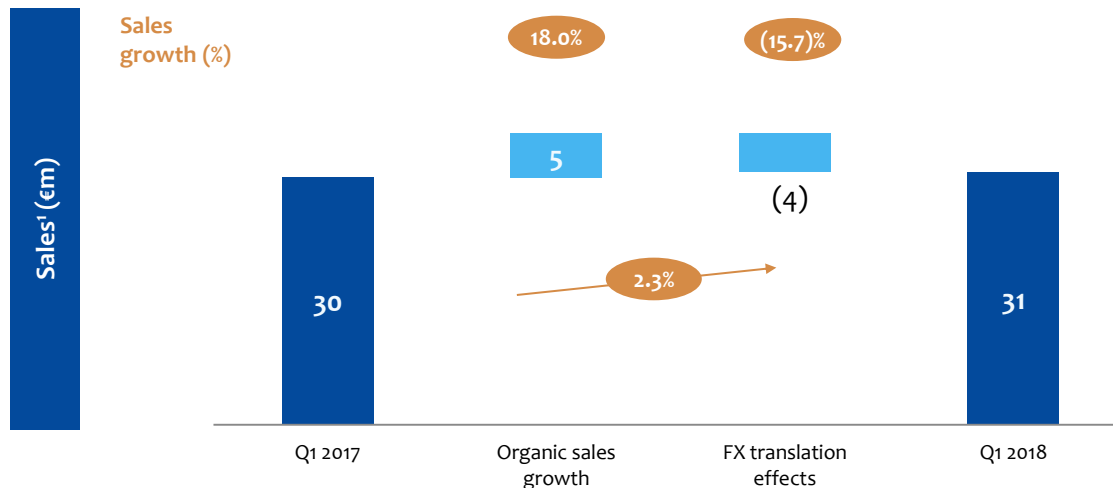 Sales
growth (%)
18.0%
(15.7)%
Sales¹ (€m)
5
(4)
2.3%
30
31
Q1 2017
Organic sales
growth
FX translation
effects
Q1 2018